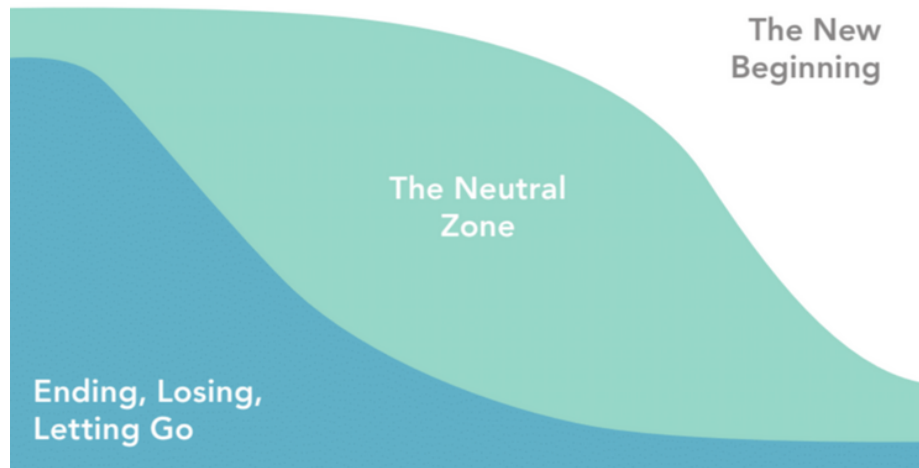 The New
Beginning
The Neutral
Zone
Ending, Losing,
Letting Go